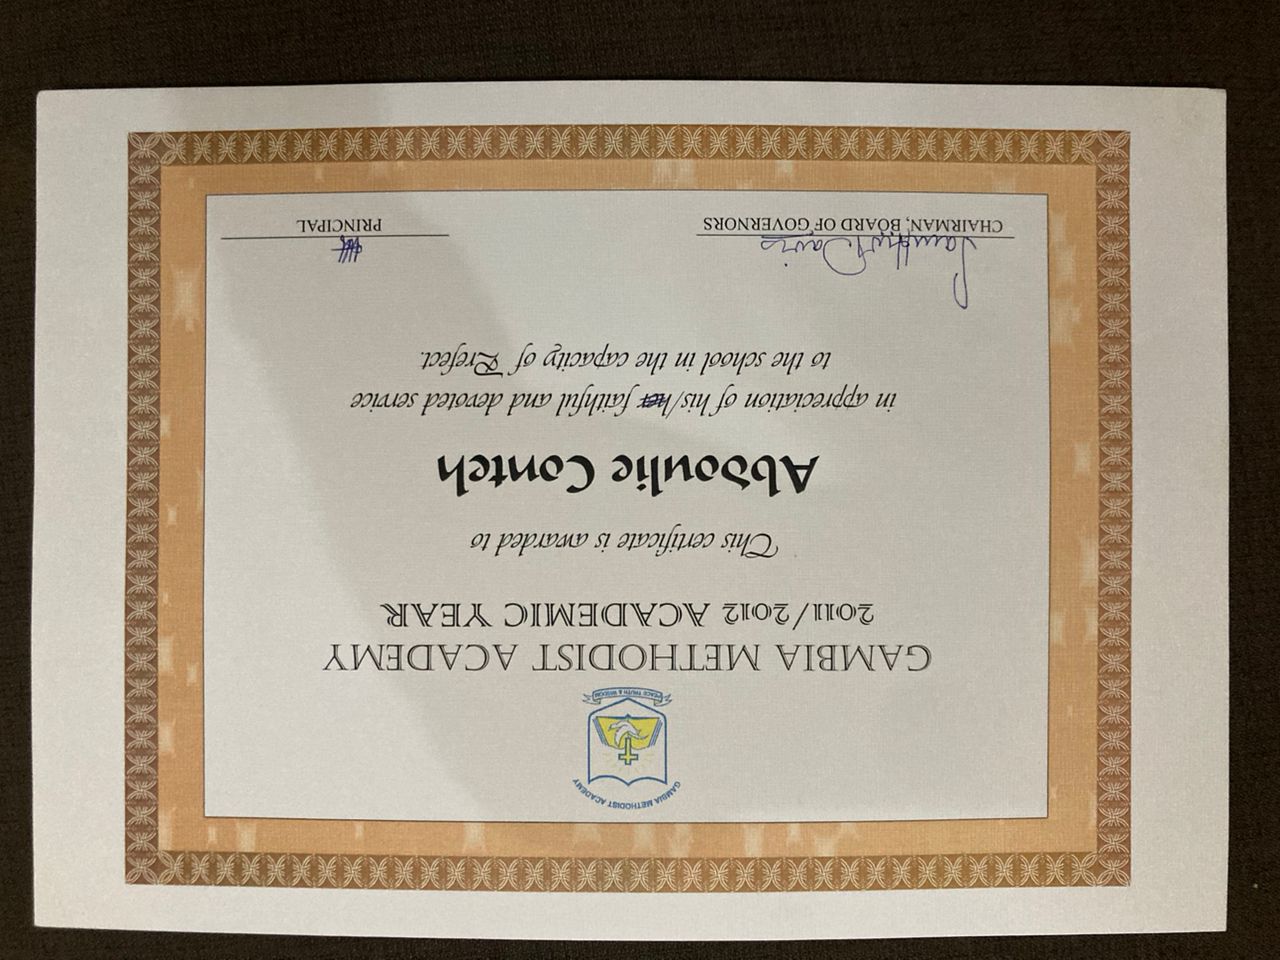 GAMBIA METHODIST ACADEMY
PEACE TRUTH & WISDOM
GAMBIA METHODIST ACADEMY
2011/2012 ACADEMIC YEAR
This certificate is awarded to
Abdoulie Conteh
in appreciation of his/her faithful and devoted service
to the school in the capacity of Prefect.
CHAIRMAN, BOARD OF GOVERNORS
PRINCIPAL